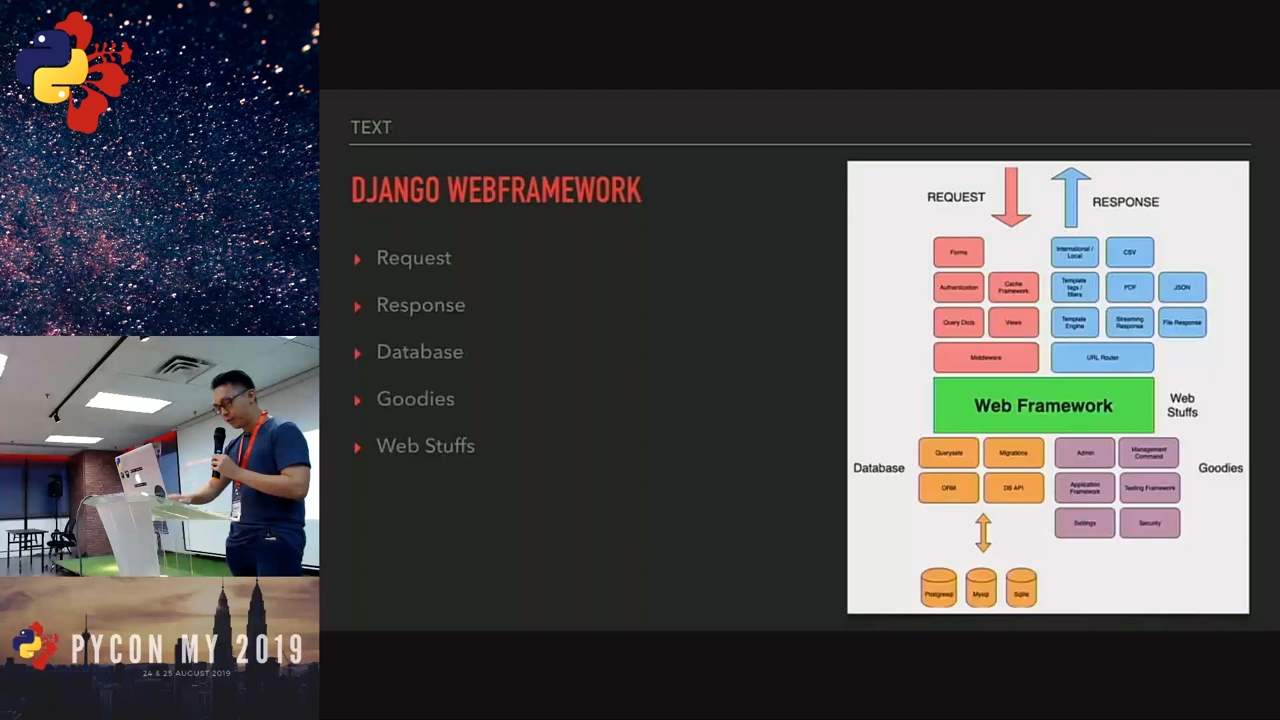 TEXT
DJANGO WEBFRAMEWORK
Request
Response
Database
Goodies
Web Stuffs
REQUEST
RESPONSE
Forms
International / Local
CSV
Authentication
Cache Framework
Template tags / filters
PDF
JSON
Query Dicts
Views
Template Engine
Streaming Response
File Response
Middleware
URL Router
Web Framework
Web Stuffs
Database
Querysets
Migrations
Admin
Management Command
Goodies
ORM
DB API
Application Framework
Testing Framework
Settings
Security
Postgresql
Mysql
Sqlite
PYCON MY 2019
24 & 25 AUGUST 2019